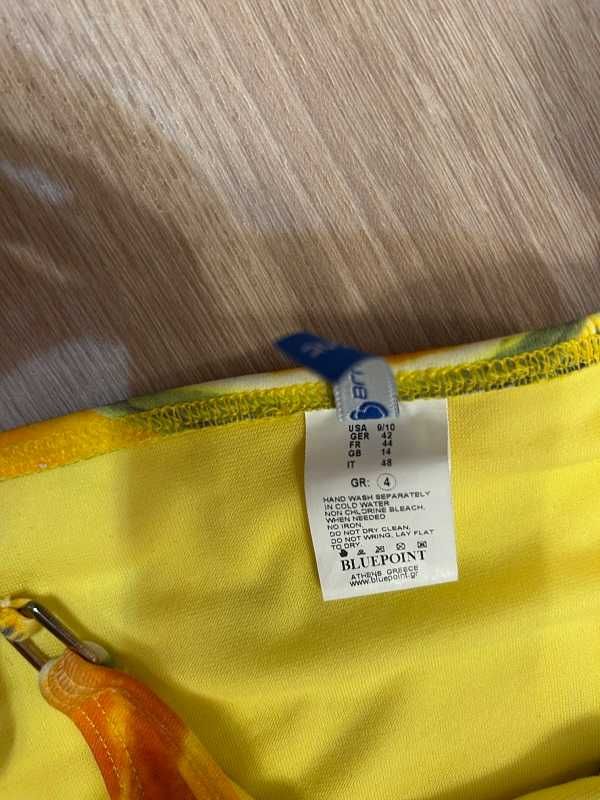 USA 9/10
GER 42
FR 44
GB 14
IT 48
GR: 4
HAND WASH SEPARATELY
IN COLD WATER
NON CHLORINE BLEACH,
WHEN NEEDED
NO IRON,
DO NOT DRY CLEAN,
DO NOT WRING, LAY FLAT
TO DRY
BLUEPOINT
ATHENS GREECE
www.bluepoint.gr